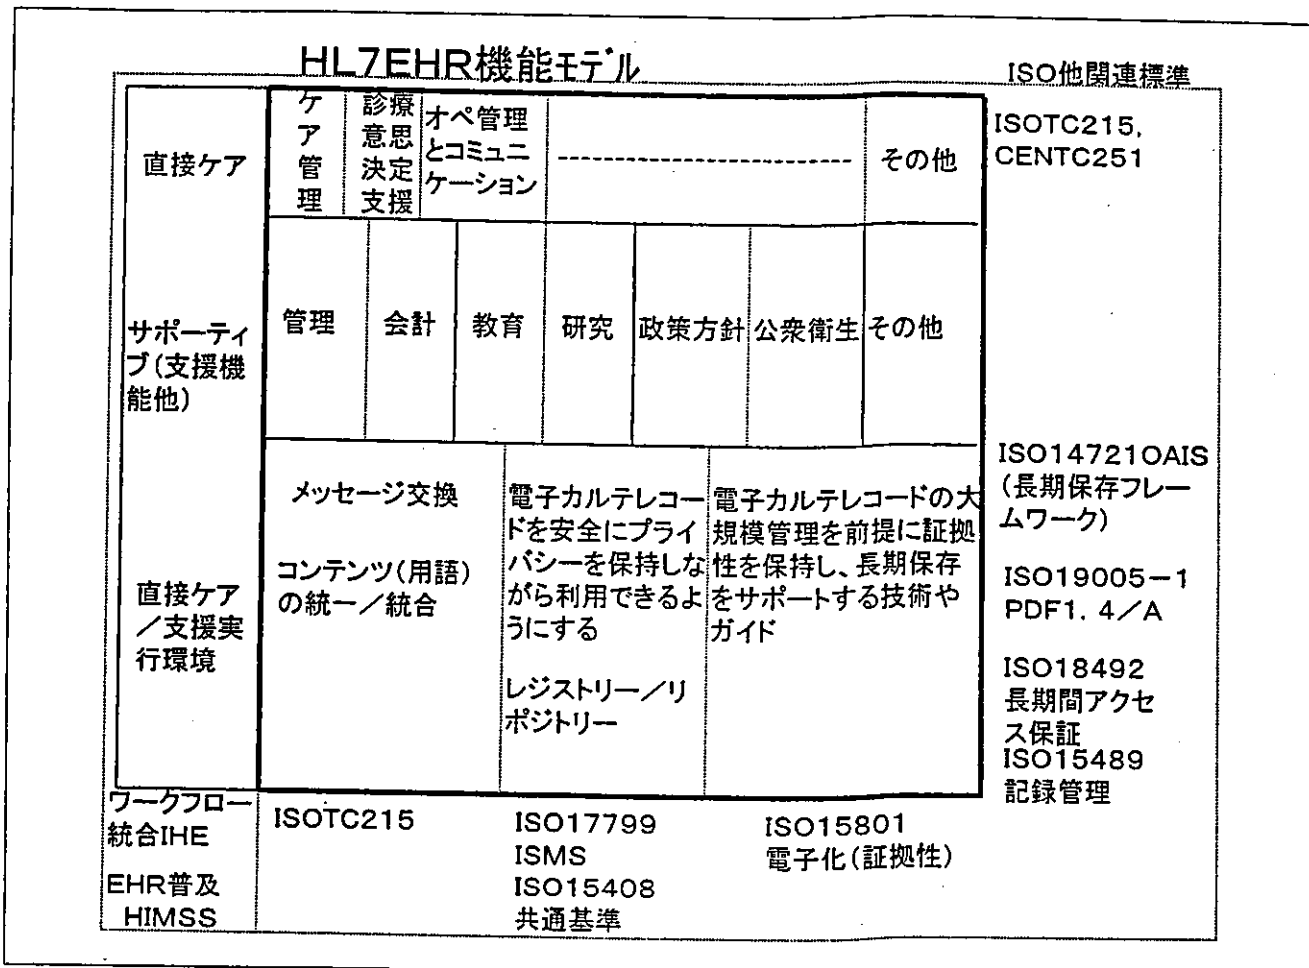 HL7EHR機能モデル
ISO他関連標準
直接ケア
ケ
ア
管
理
診療
意思
決定
支援
オペ管理
とコミュニ
ケーション
その他
ISOTC215,
CENTC251
サポーティ
ブ(支援機
能他)
管理
会計
教育
研究
政策方針
公衆衛生
その他
直接ケア
／支援実
行環境
メッセージ交換
コンテンツ(用語)
の統一／統合
電子カルテレコー
ドを安全にプライ
バシーを保持しな
がら利用できるよ
うにする
レジストリー／リ
ポジトリー
電子カルテレコードの大
規模管理を前提に証拠
性を保持し、長期保存
をサポートする技術や
ガイド
ISO14721OAIS
(長期保存フレー
ムワーク)
ISO19005－1
PDF1．4／A
ISO18492
長期間アクセ
ス保証
ISO15489
記録管理
ワークフロー
統合IHE
EHR普及
HIMSS
ISOTC215
ISO17799
ISMS
ISO15408
共通基準
ISO15801
電子化(証拠性)